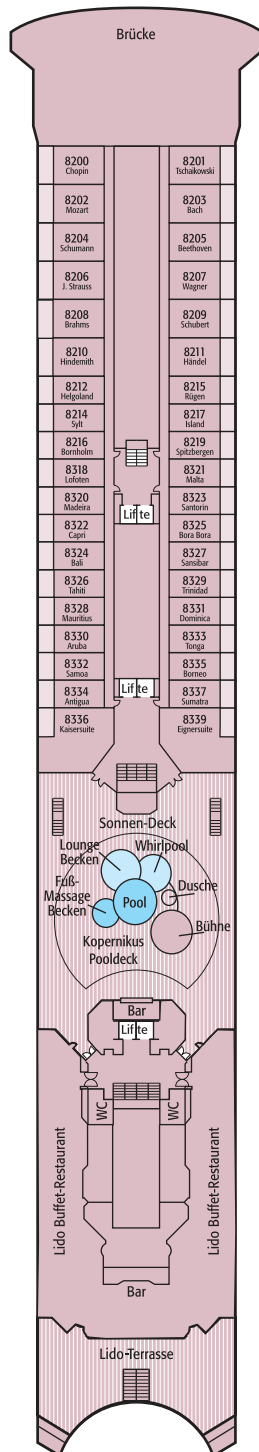 Brücke
8200
Chopin
8201
Tschaikowski
8202
Mozart
8203
Bach
8204
Schumann
8205
Beethoven
8206
J. Strauss
8207
Wagner
8208
Brahms
8209
Schubert
8210
Hindemith
8211
Händel
8212
Helgoland
8215
Rügen
8214
Sylt
8217
Island
8216
Bornholm
8219
Spitzbergen
8318
Lofoten
8321
Malta
8320
Madeira
8323
Santorin
Lifte
8322
Capri
8325
Bora Bora
8324
Bali
8327
Sansibar
8326
Tahiti
8329
Trinidad
8328
Mauritius
8331
Dominica
8330
Aruba
8333
Tonga
8332
Samoa
8335
Borneo
8334
Antigua
Lifte
8337
Sumatra
8336
Kaisersuite
8339
Eignersuite
Sonnen-Deck
Lounge
Becken
Whirlpool
Fuß-
Massage
Becken
Pool
Dusche
Bühne
Kopernikus
Pooldeck
Bar
Lifte
WC
WC
Lido Buffet-Restaurant
Lido Buffet-Restaurant
Bar
Lido-Terrasse